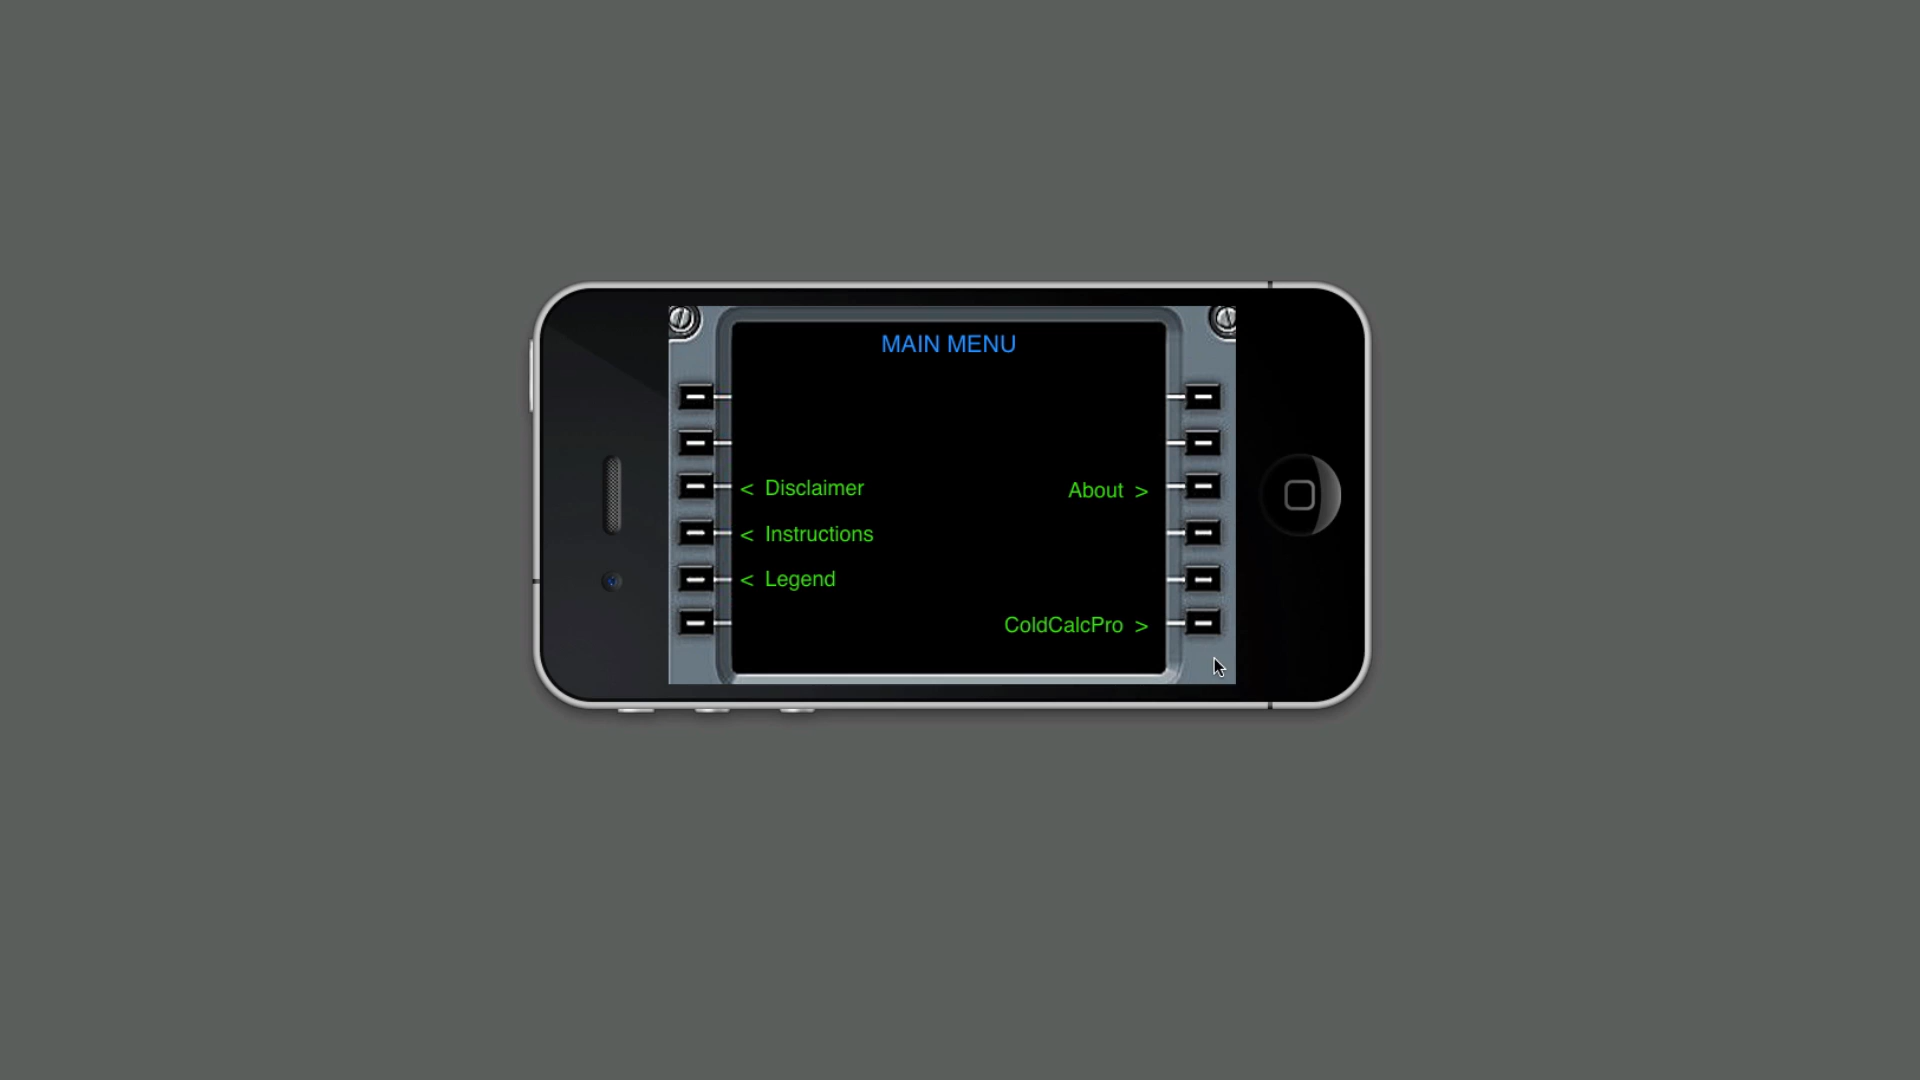 MAIN MENU
< Disclaimer
About >
< Instructions
< Legend
ColdCalcPro >